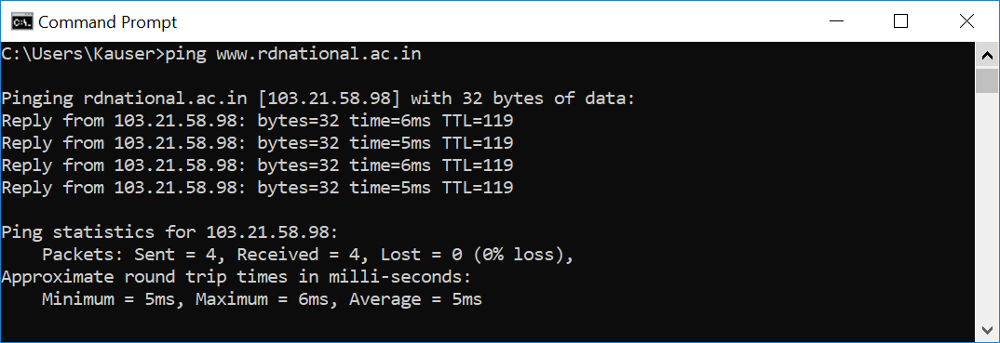 Command Prompt
C:\Users\Kauser>ping www.rdnational.ac.in
Pinging rdnational.ac.in [103.21.58.98] with 32 bytes of data:
Reply from 103.21.58.98: bytes=32 time=6ms TTL=119
Reply from 103.21.58.98: bytes=32 time=5ms TTL=119
Reply from 103.21.58.98: bytes=32 time=6ms TTL=119
Reply from 103.21.58.98: bytes=32 time=5ms TTL=119
Ping statistics for 103.21.58.98:
    Packets: Sent = 4, Received = 4, Lost = 0 (0% loss),
Approximate round trip times in milli-seconds:
    Minimum = 5ms, Maximum = 6ms, Average = 5ms